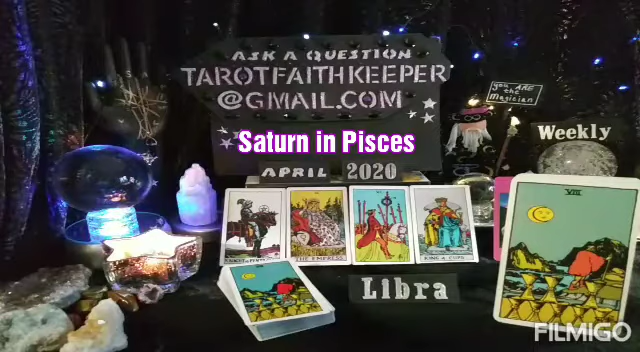 ASK A QUESTION
TAROTFAITHKEEPER
@GMAIL.COM
you ARE
the
Magician
Saturn in Pisces
Weekly
APRIL 2020
VIII
THE EMPRESS
KING of CUPS
Libra
FILMIGO